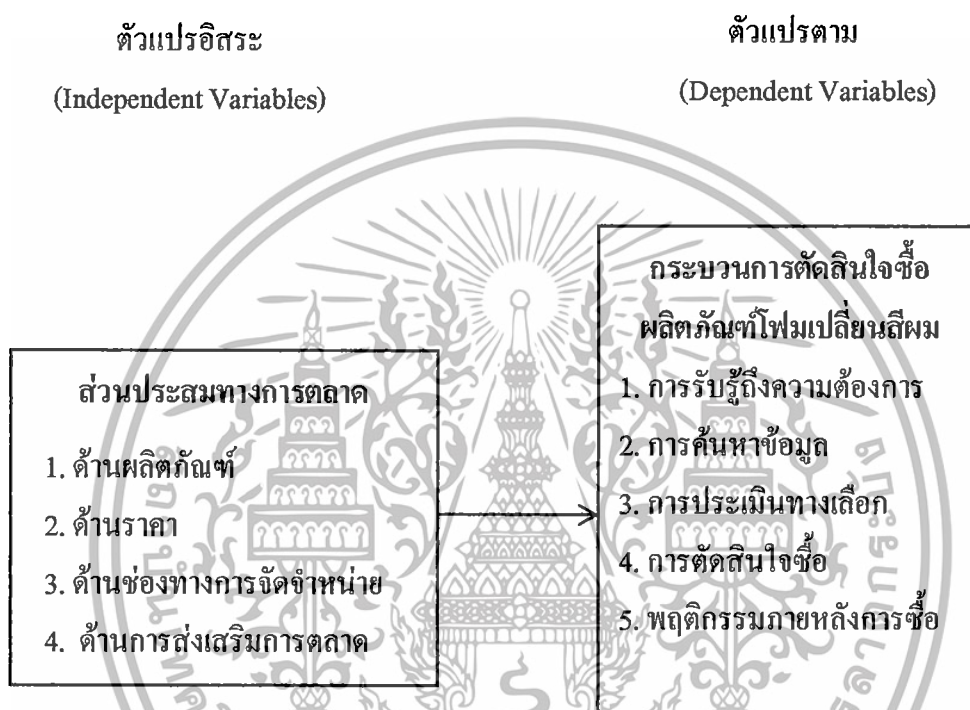 ตัวแปรอิสระ
(Independent Variables)
ตัวแปรตาม
(Dependent Variables)
ส่วนประสมทางการตลาด
1. ด้านผลิตภัณฑ์
2. ด้านราคา
3. ด้านช่องทางการจัดจำหน่าย
4. ด้านการส่งเสริมการตลาด
กระบวนการตัดสินใจซื้อ
ผลิตภัณฑ์โฟมเปลี่ยนสีผม
1. การรับรู้ถึงความต้องการ
2. การค้นหาข้อมูล
3. การประเมินทางเลือก
4. การตัดสินใจซื้อ
5. พฤติกรรมภายหลังการซื้อ